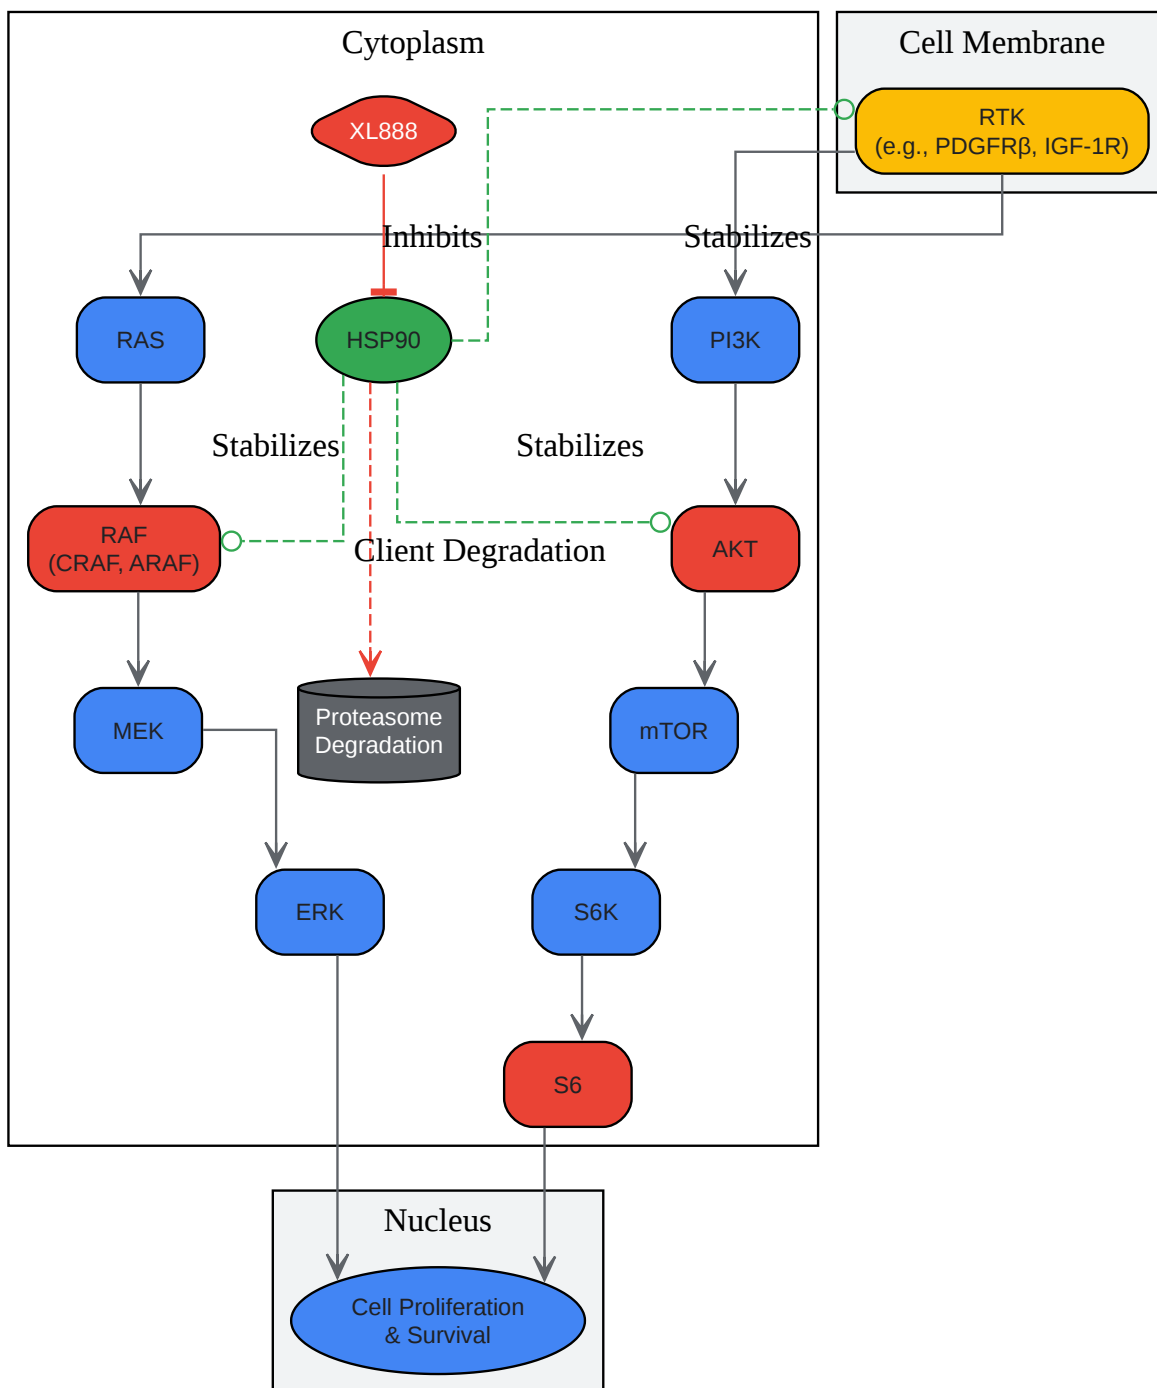 Cytoplasm
Cell Membrane
XL888
RTK
(e.g., PDGFRβ, IGF-1R)
Inhibits
Stabilizes
RAS
HSP90
PI3K
Stabilizes
Stabilizes
RAF
(CRAF, ARAF)
Client Degradation
AKT
MEK
Proteasome
Degradation
mTOR
ERK
S6K
S6
Nucleus
Cell Proliferation
& Survival